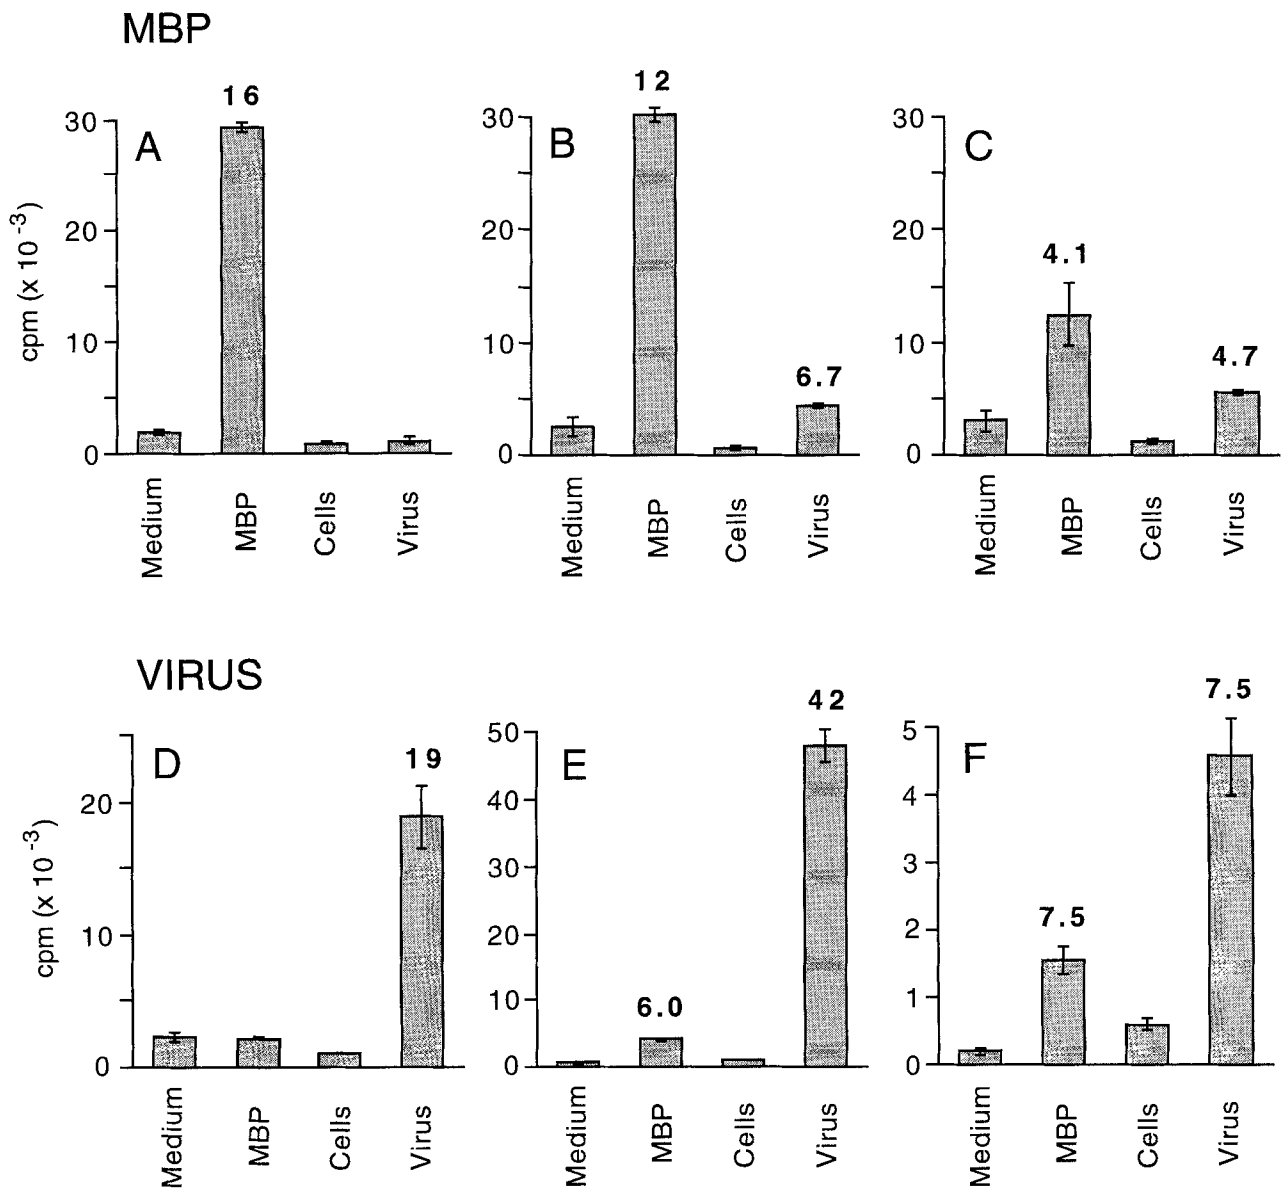 MBP
16
12
A
B
C
30
20
10
0
30
20
10
0
30
20
10
0
cpm (x 10 -3)
6.7
4.1
4.7
Medium
MBP
Cells
Virus
Medium
MBP
Cells
Virus
Medium
MBP
Cells
Virus
VIRUS
D
E
F
19
42
7.5
20
10
0
50
40
30
20
10
0
5
4
3
2
1
0
cpm (x 10 -3)
6.0
7.5
Medium
MBP
Cells
Virus
Medium
MBP
Cells
Virus
Medium
MBP
Cells
Virus